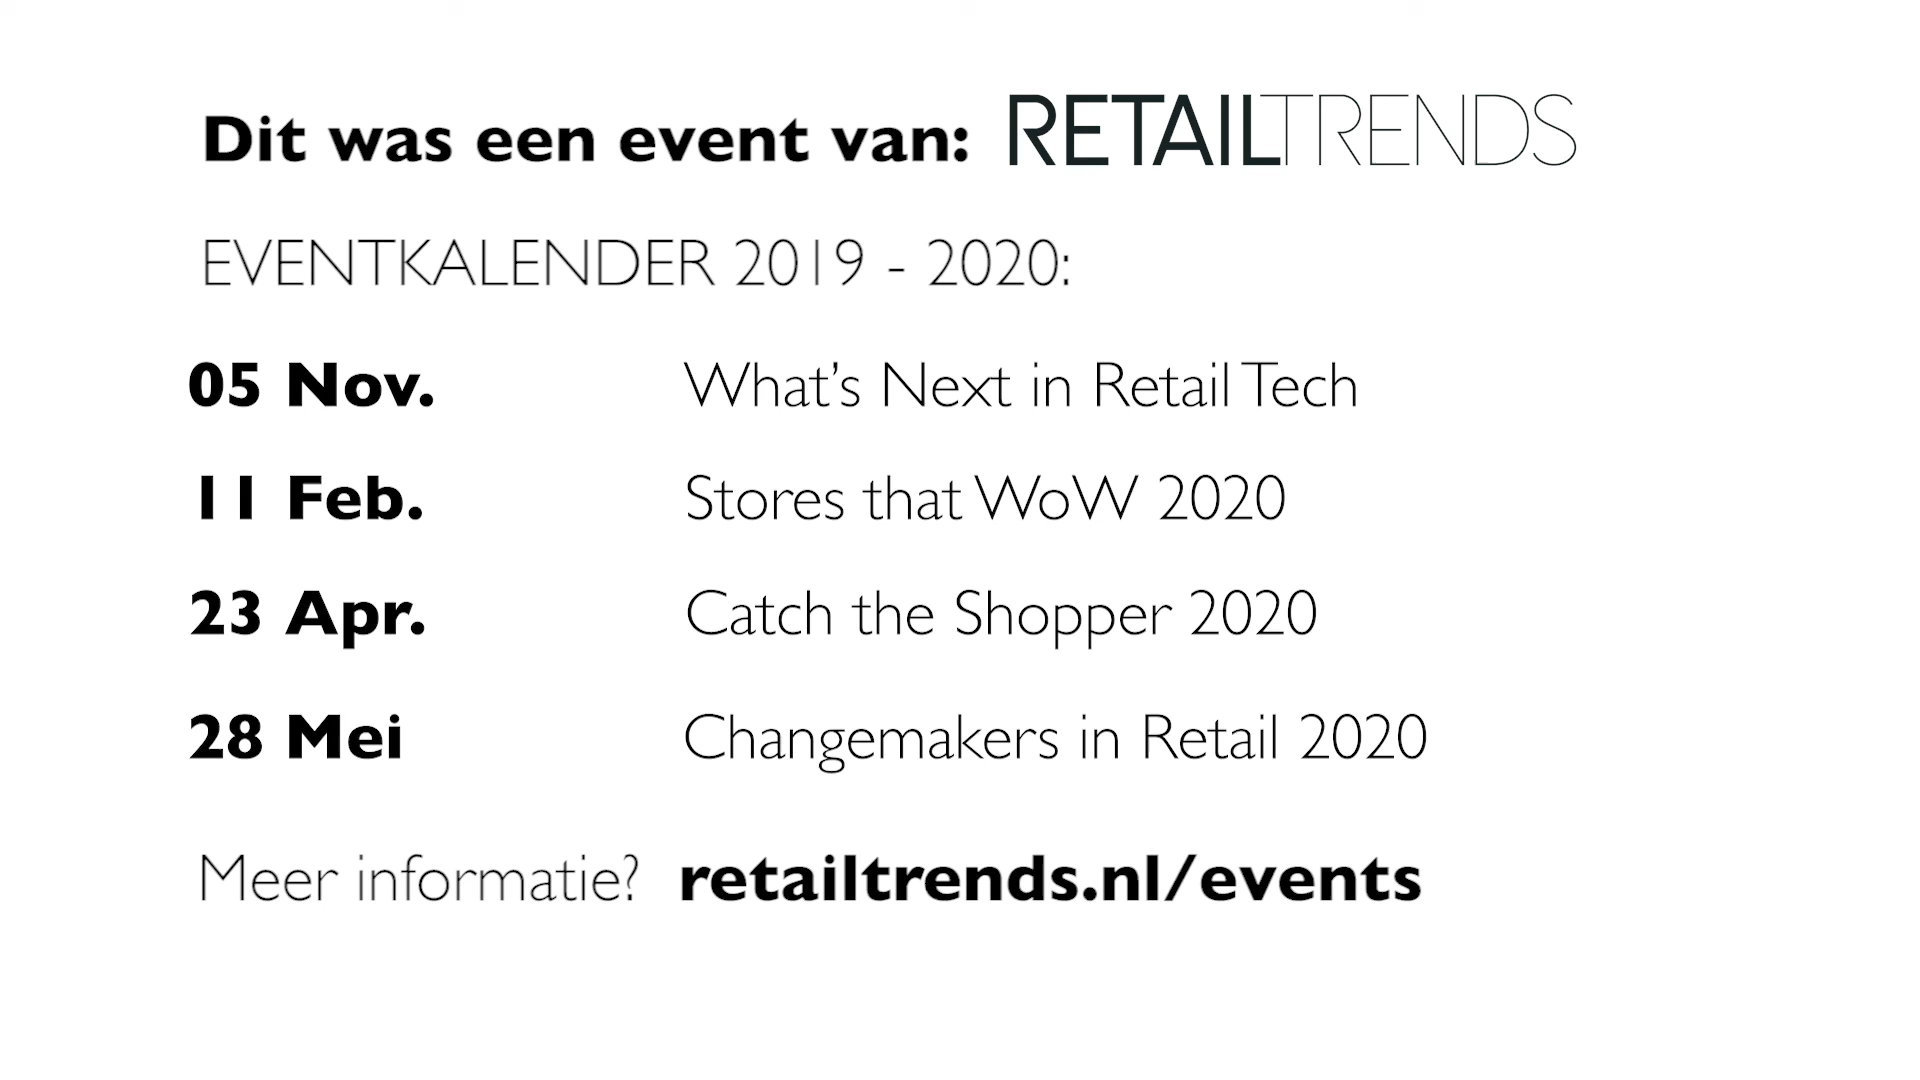 Dit was een event van: RETAILTRENDS
EVENTKALENDER 2019 - 2020:
05 Nov. What's Next in Retail Tech
11 Feb. Stores that WoW 2020
23 Apr. Catch the Shopper 2020
28 Mei Changemakers in Retail 2020
Meer informatie? retailtrends.nl/events